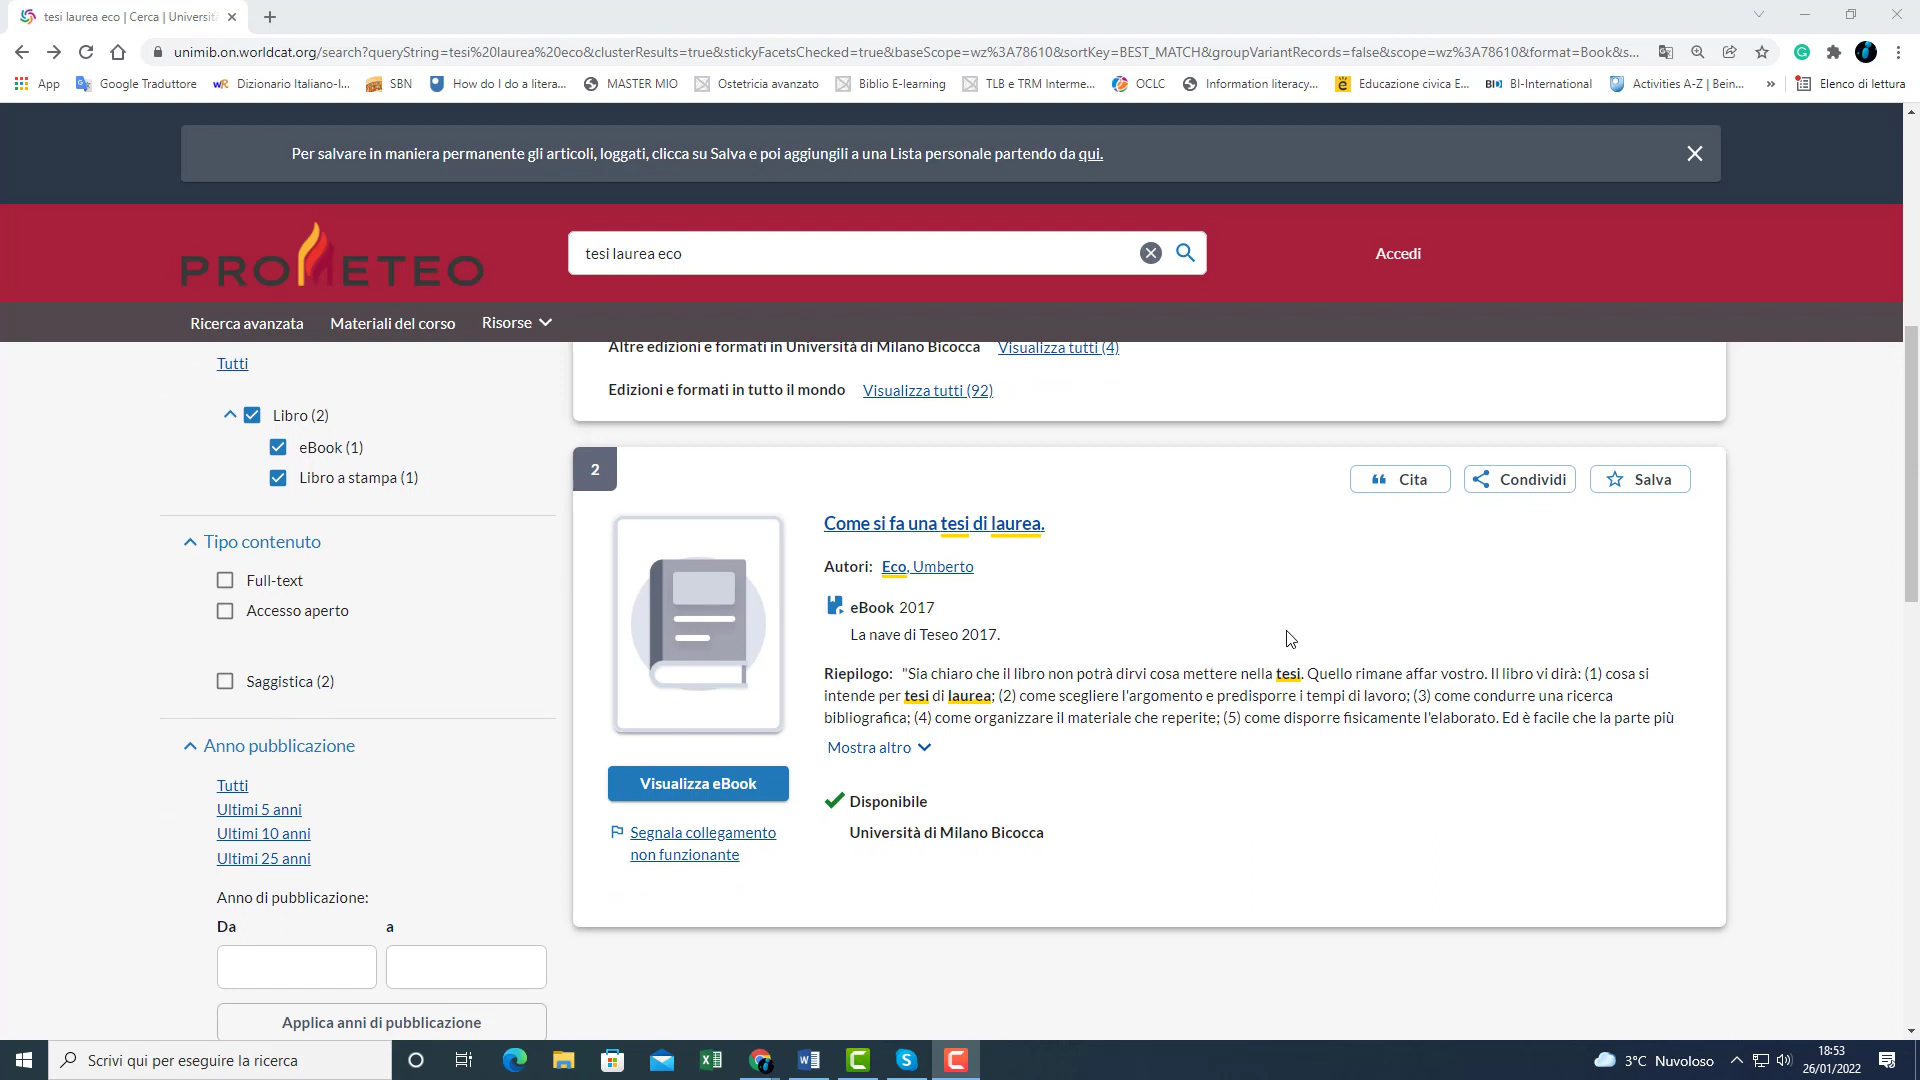 tesi laurea eco | Cerca | Universit
unimib.on.worldcat.org/search?queryString=tesi%20laurea%20eco&clusterResults=true&stickyFacetsChecked=true&baseScope=wz%3A78610&sortKey=BEST_MATCH&groupVariantRecords=false&scope=wz%3A78610&format=Book&s...
App Google Traduttore Dizionario Italiano-I... SBN How do I do a litera... MASTER MIO Ostetricia avanzato Biblio E-learning TLB e TRM Interme... OCLC Information literacy... Educazione civica E... BI-International Activities A-Z | Bein... » Elenco di lettura
Per salvare in maniera permanente gli articoli, loggati, clicca su Salva e poi aggiungili a una Lista personale partendo da qui.
PROMETEO
tesi laurea eco
Accedi
Ricerca avanzata Materiali del corso Risorse
Tutti
Libro (2)
eBook (1)
Libro a stampa (1)
Tipo contenuto
Full-text
Accesso aperto
Saggistica (2)
Anno pubblicazione
Tutti
Ultimi 5 anni
Ultimi 10 anni
Ultimi 25 anni
Anno di pubblicazione:
Da a
Applica anni di pubblicazione
Altre edizioni e formati in Università di Milano Bicocca Visualizza tutti (4)
Edizioni e formati in tutto il mondo Visualizza tutti (92)
2
Cita Condividi Salva
Come si fa una tesi di laurea.
Autori: Eco, Umberto
eBook 2017
La nave di Teseo 2017.
Riepilogo: "Sia chiaro che il libro non potrà dirvi cosa mettere nella tesi. Quello rimane affar vostro. Il libro vi dirà: (1) cosa si
intende per tesi di laurea; (2) come scegliere l'argomento e predisporre i tempi di lavoro; (3) come condurre una ricerca
bibliografica; (4) come organizzare il materiale che reperite; (5) come disporre fisicamente l'elaborato. Ed è facile che la parte più
Mostra altro
Visualizza eBook
Segnala collegamento
non funzionante
Disponibile
Università di Milano Bicocca
Scrivi qui per eseguire la ricerca
3°C Nuvoloso
18:53
26/01/2022